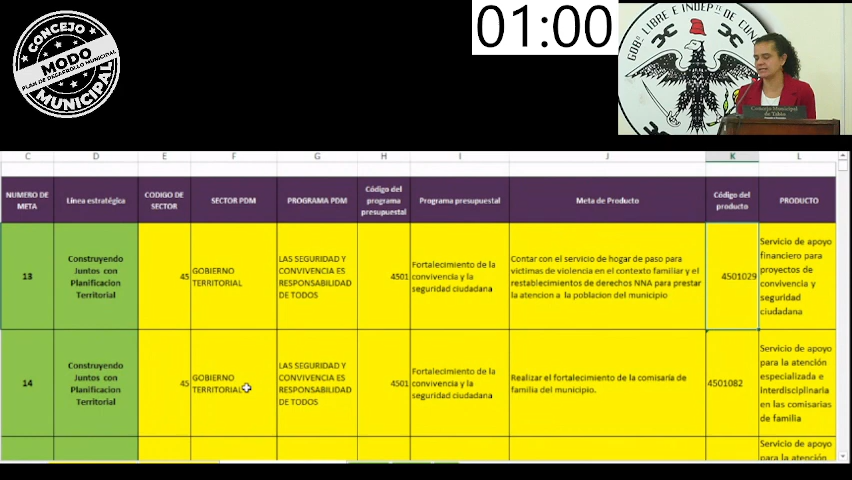 CONCEJO
MODO
PLAN DE DESARROLLO MUNICIPAL
MUNICIPAL
01:00
GOBº LIBRE E INDEPTE DE CUN
Concejo Municipal
de Tabio
C D E F G H I J K L
NUMERO DE
META
Línea estratégica
CODIGO DE
SECTOR
SECTOR PDM
PROGRAMA PDM
Código del
programa
presupuestal
Programa presupuestal
Meta de Producto
Código del
producto
PRODUCTO
13
Construyendo
Juntos con
Planificacion
Territorial
45
GOBIERNO
TERRITORIAL
LAS SEGURIDAD Y
CONVIVENCIA ES
RESPONSABILIDAD
DE TODOS
4501
Fortalecimiento de la
convivencia y la
seguridad ciudadana
Contar con el servicio de hogar de paso para
victimas de violencia en el contexto familiar y el
restablecimientos de derechos NNA para prestar
la atencion a la poblacion del municipio
4501029
Servicio de apoyo
financiero para
proyectos de
convivencia y
seguridad
ciudadana
14
Construyendo
Juntos con
Planificacion
Territorial
45
GOBIERNO
TERRITORIAL
LAS SEGURIDAD Y
CONVIVENCIA ES
RESPONSABILIDAD
DE TODOS
4501
Fortalecimiento de la
convivencia y la
seguridad ciudadana
Realizar el fortalecimiento de la comisaría de
familia del municipio.
4501082
Servicio de apoyo
para la atención
especializada e
interdisciplinaria
en las comisarias
de familia
Servicio de apoyo
para la atención